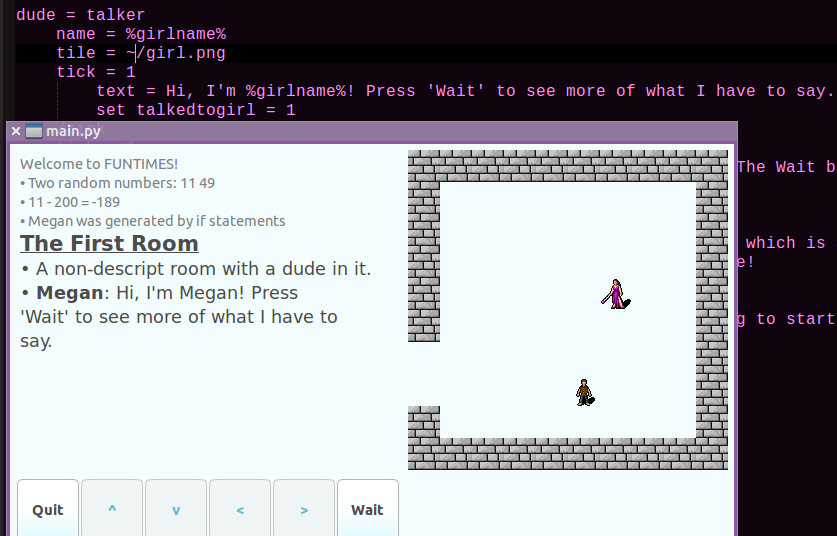 dude = talker
name = %girlname%
tile = ~/girl.png
tick = 1
text = Hi, I'm %girlname%! Press 'Wait' to see more of what I have to say.
set talkedtogirl = 1
main.py
The Wait b
which is
e!
g to start
Welcome to FUNTIMES!
• Two random numbers: 11 49
• 11 - 200 = -189
• Megan was generated by if statements
The First Room
• A non-descript room with a dude in it.
• Megan: Hi, I'm Megan! Press
'Wait' to see more of what I have to
say.
Quit ^ v < > Wait